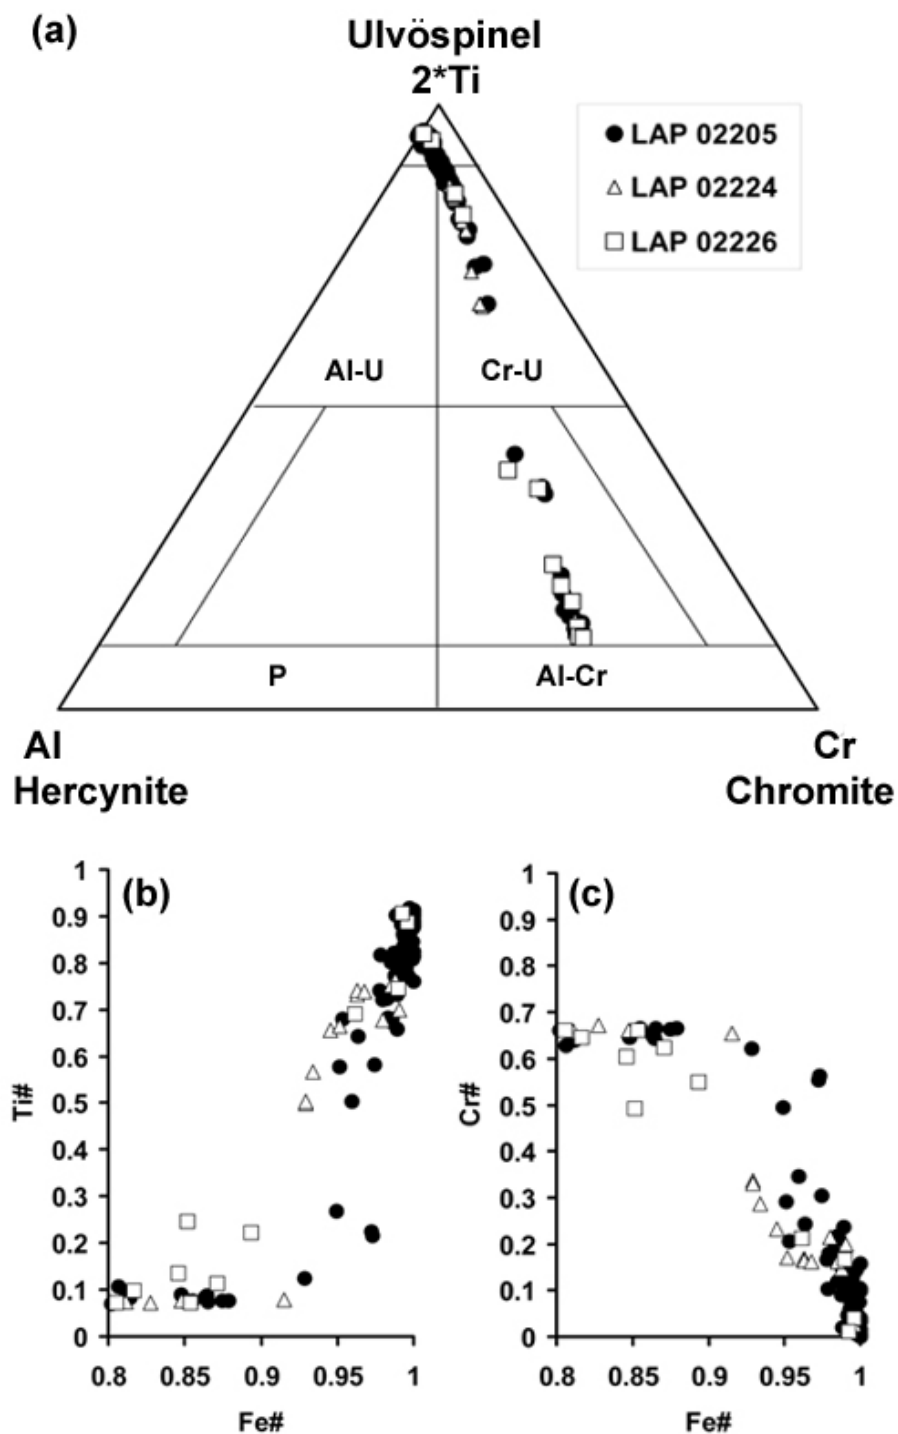 (a)
Ulvöspinel
2*Ti
LAP 02205
LAP 02224
LAP 02226
Al-U
Cr-U
P
Al-Cr
Al
Hercynite
Cr
Chromite
(b)
Ti#
1
0.9
0.8
0.7
0.6
0.5
0.4
0.3
0.2
0.1
0
0.8
0.85
0.9
0.95
1
Fe#
(c)
Cr#
1
0.9
0.8
0.7
0.6
0.5
0.4
0.3
0.2
0.1
0
0.8
0.85
0.9
0.95
1
Fe#